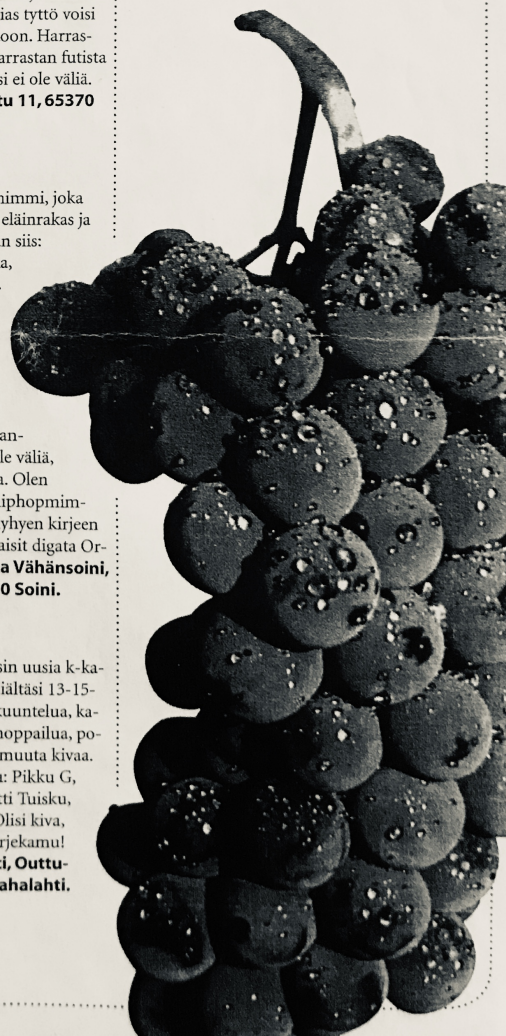 ias tyttö voisi
oon. Harras-
arrastan futista
si ei ole väliä.
tu 11, 65370
nimmi, joka
eläinrakas ja
n siis:
a,
an-
le väliä,
a. Olen
iphopmim-
yhyen kirjeen
aisit digata Or-
a Vähänsoini,
0 Soini.
sin uusia k-ka-
iältäsi 13-15-
kuuntelua, ka-
hoppailua, po-
muuta kivaa.
: Pikku G,
tti Tuisku,
Olisi kiva,
rjekamu!
ti, Outtu-
ahalahti.